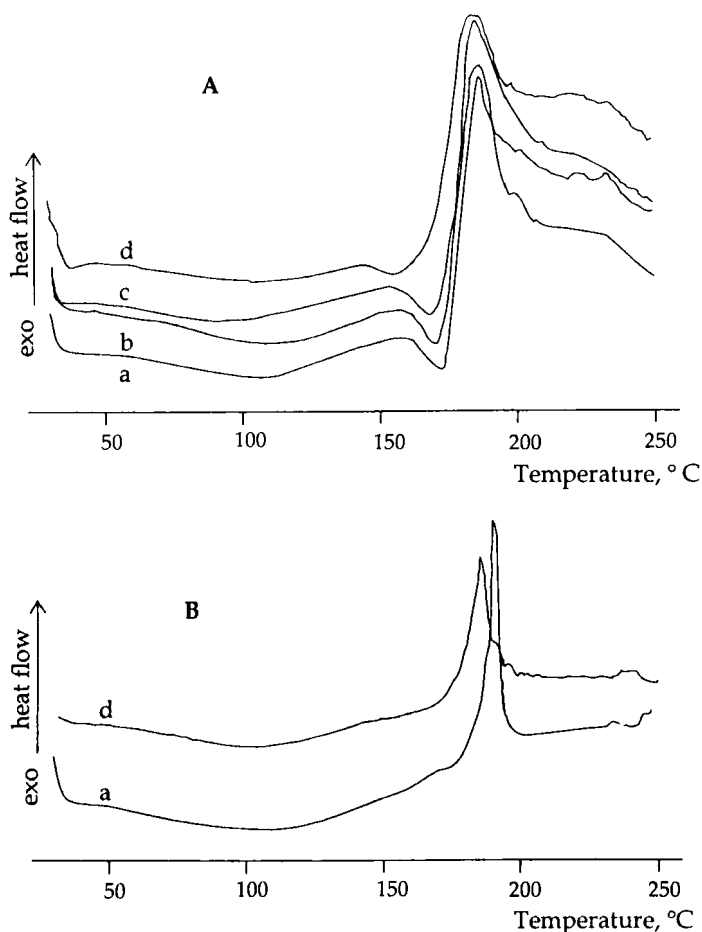 A
heat flow
exo
d
c
b
a
50 100 150 200 250
Temperature, ° C
B
heat flow
exo
d
a
50 100 150 200 250
Temperature, °C